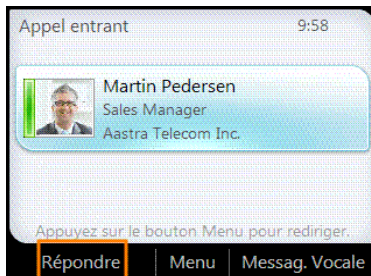 Appel entrant 9:58
Martin Pedersen
Sales Manager
Aastra Telecom Inc.
Appuyez sur le bouton Menu pour rediriger.
Répondre Menu Messag. Vocale